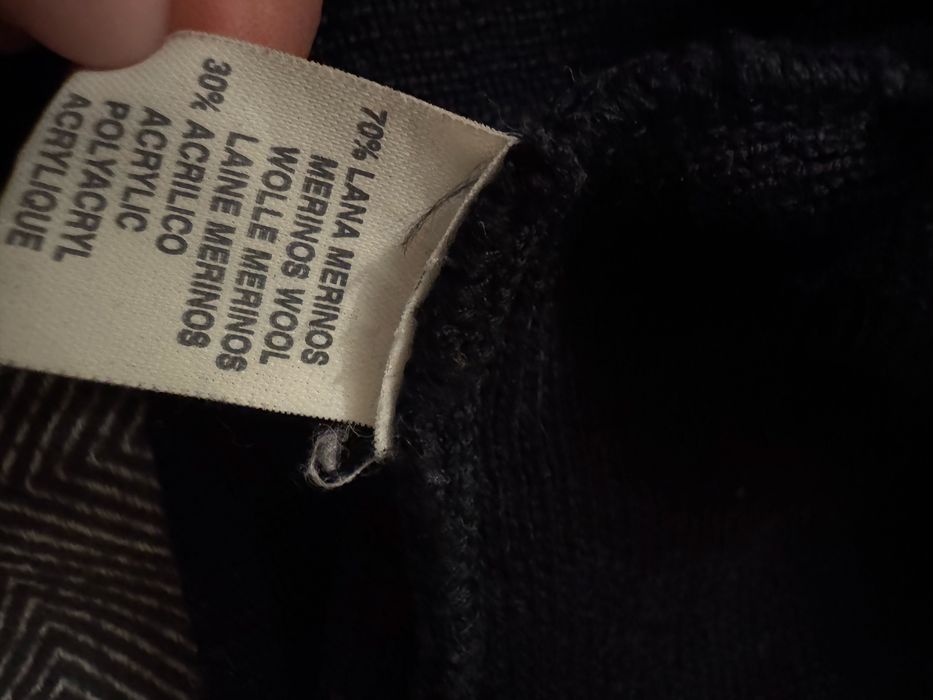 70% LANA MERINOS
MERINOS WOOL
WOLLE MERINOS
LAINE MERINOS
30% ACRILICO
ACRYLIC
POLYACRYL
ACRYLIQUE